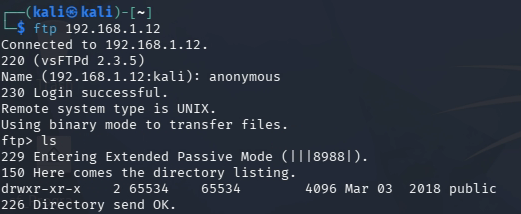 ┌──(kali㉿kali)-[~]
└─$ ftp 192.168.1.12
Connected to 192.168.1.12.
220 (vsFTPd 2.3.5)
Name (192.168.1.12:kali): anonymous
230 Login successful.
Remote system type is UNIX.
Using binary mode to transfer files.
ftp> ls
229 Entering Extended Passive Mode (|||8988|).
150 Here comes the directory listing.
drwxr-xr-x    2 65534    65534        4096 Mar 03  2018 public
226 Directory send OK.